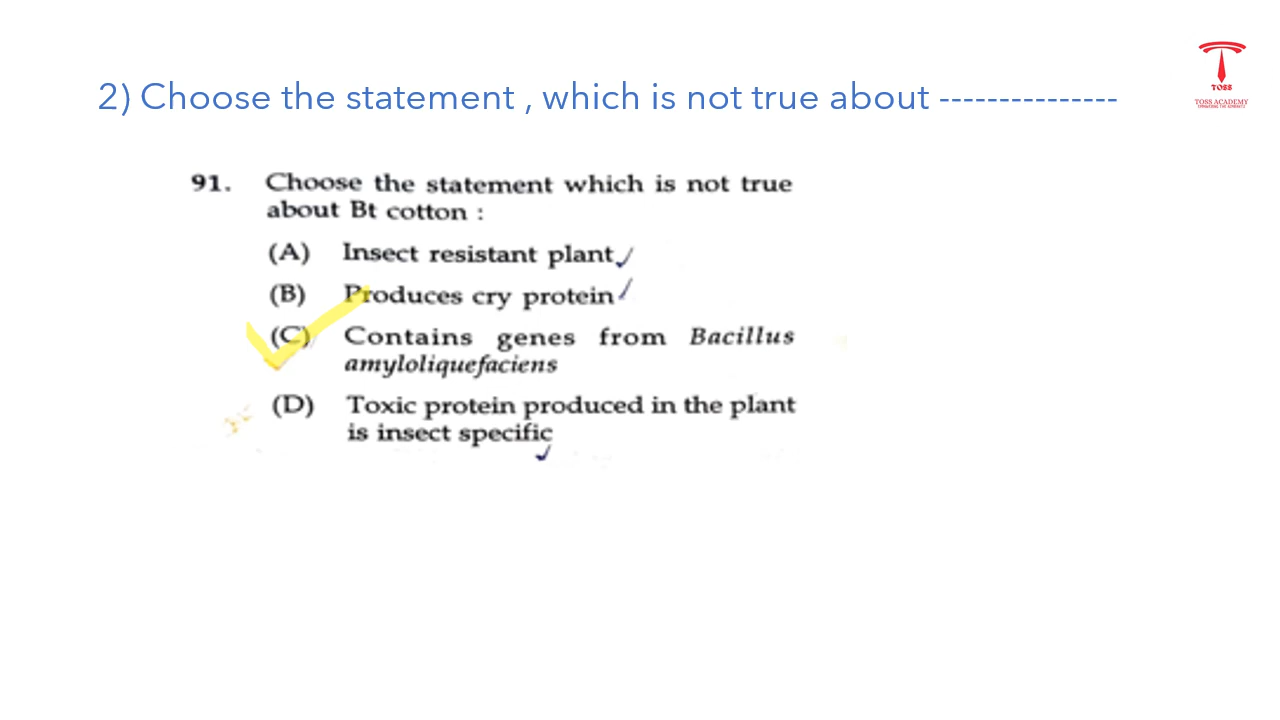 2) Choose the statement , which is not true about ---------------
TOSS
TOSS ACADEMY
91. Choose the statement which is not true
about Bt cotton :
(A) Insect resistant plant
(B) Produces cry protein
(C) Contains genes from Bacillus
amyloliquefaciens
(D) Toxic protein produced in the plant
is insect specific